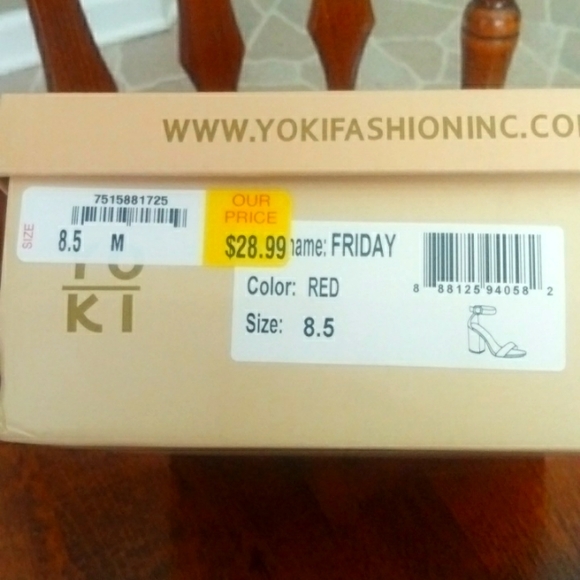 WWW.YOKIFASHIONINC.CO
7515881725
SIZE
8.5 M
OUR
PRICE
$28.99
KI
name: FRIDAY
Color: RED
Size: 8.5
8 88125 94058 2